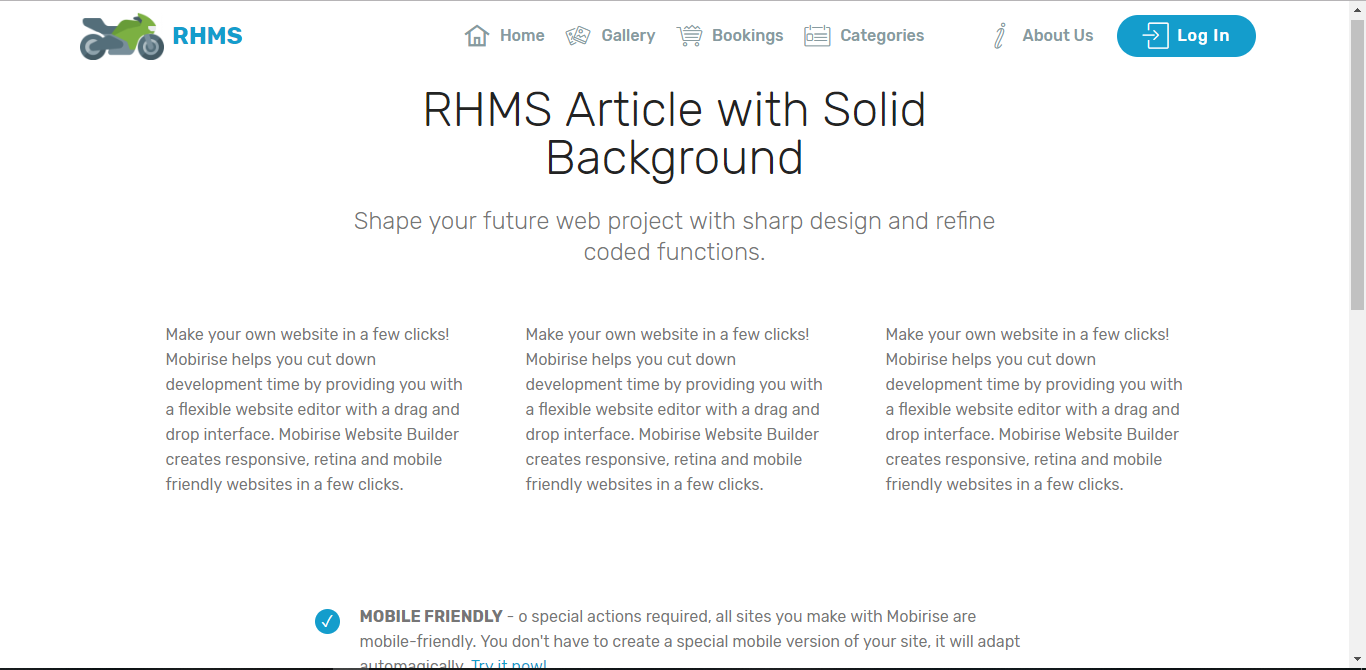 RHMS
Home
Gallery
Bookings
Categories
About Us
Log In
RHMS Article with Solid
Background
Shape your future web project with sharp design and refine
coded functions.
Make your own website in a few clicks!
Mobirise helps you cut down
development time by providing you with
a flexible website editor with a drag and
drop interface. Mobirise Website Builder
creates responsive, retina and mobile
friendly websites in a few clicks.
Make your own website in a few clicks!
Mobirise helps you cut down
development time by providing you with
a flexible website editor with a drag and
drop interface. Mobirise Website Builder
creates responsive, retina and mobile
friendly websites in a few clicks.
Make your own website in a few clicks!
Mobirise helps you cut down
development time by providing you with
a flexible website editor with a drag and
drop interface. Mobirise Website Builder
creates responsive, retina and mobile
friendly websites in a few clicks.
MOBILE FRIENDLY - o special actions required, all sites you make with Mobirise are
mobile-friendly. You don't have to create a special mobile version of your site, it will adapt
automagically. Try it now!